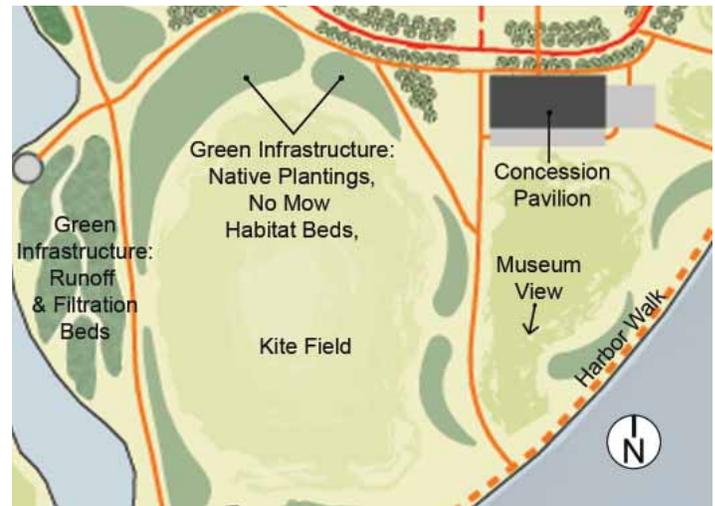 Green Infrastructure:
Native Plantings,
No Mow
Habitat Beds,
Concession
Pavilion
Green
Infrastructure:
Runoff
& Filtration
Beds
Museum
View
Kite Field
Harbor Walk
N